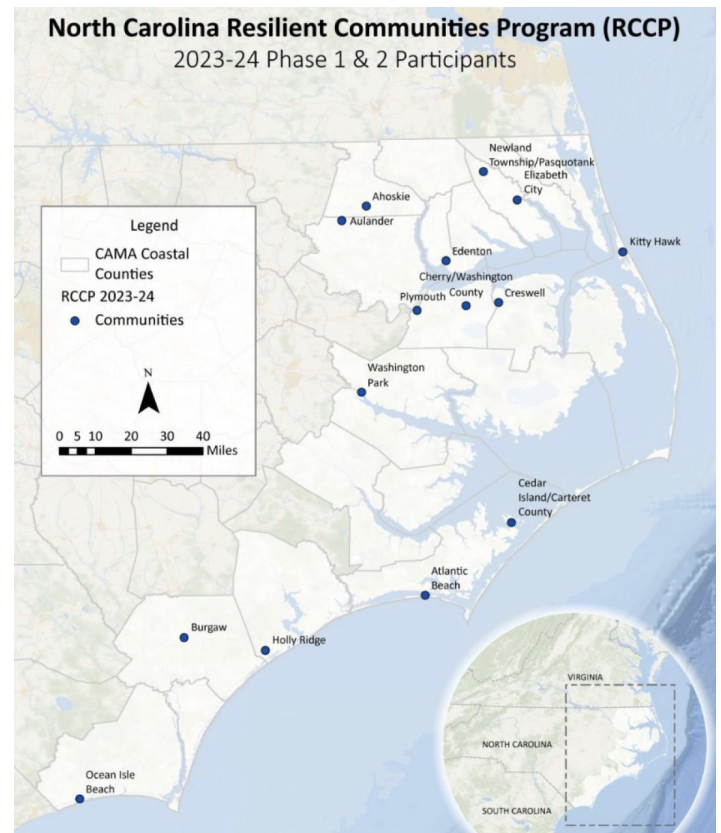 North Carolina Resilient Communities Program (RCCP)
2023-24 Phase 1 & 2 Participants
Newland
Township/Pasquotank
Elizabeth
City
Ahoskie
Aulander
Kitty Hawk
Edenton
Cherry/Washington
County
Plymouth
Creswell
Legend
CAMA Coastal
Counties
RCCP 2023-24
Communities
N
0 5 10 20 30 40
Miles
Washington
Park
Cedar
Island/Carteret
County
Atlantic
Beach
Burgaw
Holly Ridge
Ocean Isle
Beach
VIRGINIA
NORTH CAROLINA
SOUTH CAROLINA